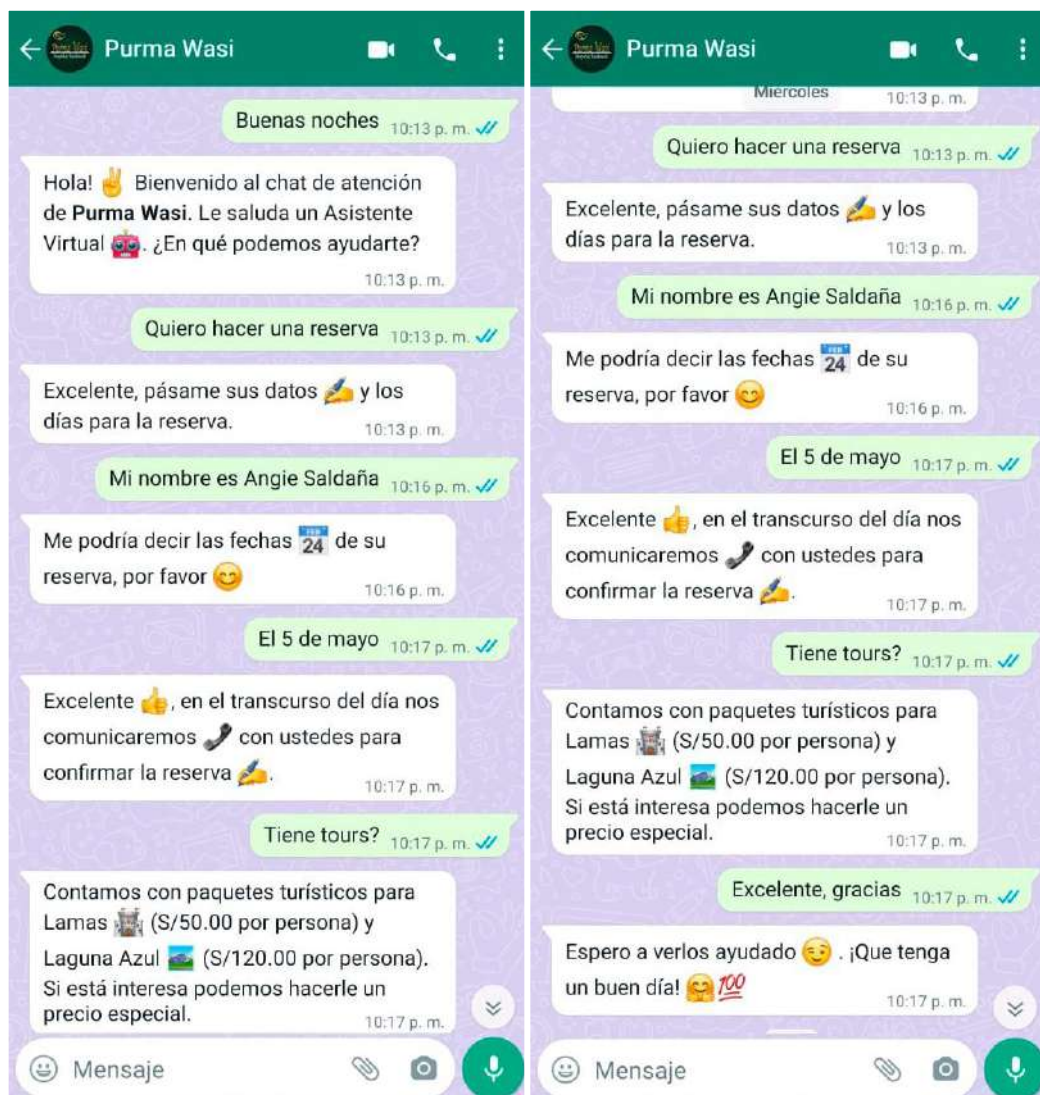 Purma Wasi
Buenas noches 10:13 p. m.
Hola! ✌️ Bienvenido al chat de atención
de Purma Wasi. Le saluda un Asistente
Virtual 🤖. ¿En qué podemos ayudarte?
10:13 p. m.
Quiero hacer una reserva 10:13 p. m.
Excelente, pásame sus datos ✍️ y los
días para la reserva. 10:13 p. m.
Mi nombre es Angie Saldaña 10:16 p. m.
Me podría decir las fechas 📆 de su
reserva, por favor 😊 10:16 p. m.
El 5 de mayo 10:17 p. m.
Excelente 👍, en el transcurso del día nos
comunicaremos 📞 con ustedes para
confirmar la reserva ✍️. 10:17 p. m.
Tiene tours? 10:17 p. m.
Contamos con paquetes turísticos para
Lamas 🏰 (S/50.00 por persona) y
Laguna Azul 🏞️ (S/120.00 por persona).
Si está interesa podemos hacerle un
precio especial. 10:17 p. m.
Mensaje
Purma Wasi
Miércoles 10:13 p. m.
Quiero hacer una reserva 10:13 p. m.
Excelente, pásame sus datos ✍️ y los
días para la reserva. 10:13 p. m.
Mi nombre es Angie Saldaña 10:16 p. m.
Me podría decir las fechas 📆 de su
reserva, por favor 😊 10:16 p. m.
El 5 de mayo 10:17 p. m.
Excelente 👍, en el transcurso del día nos
comunicaremos 📞 con ustedes para
confirmar la reserva ✍️. 10:17 p. m.
Tiene tours? 10:17 p. m.
Contamos con paquetes turísticos para
Lamas 🏰 (S/50.00 por persona) y
Laguna Azul 🏞️ (S/120.00 por persona).
Si está interesa podemos hacerle un
precio especial. 10:17 p. m.
Excelente, gracias 10:17 p. m.
Espero a verlos ayudado 😉 . ¡Que tenga
un buen día! 🤗💯 10:17 p. m.
Mensaje